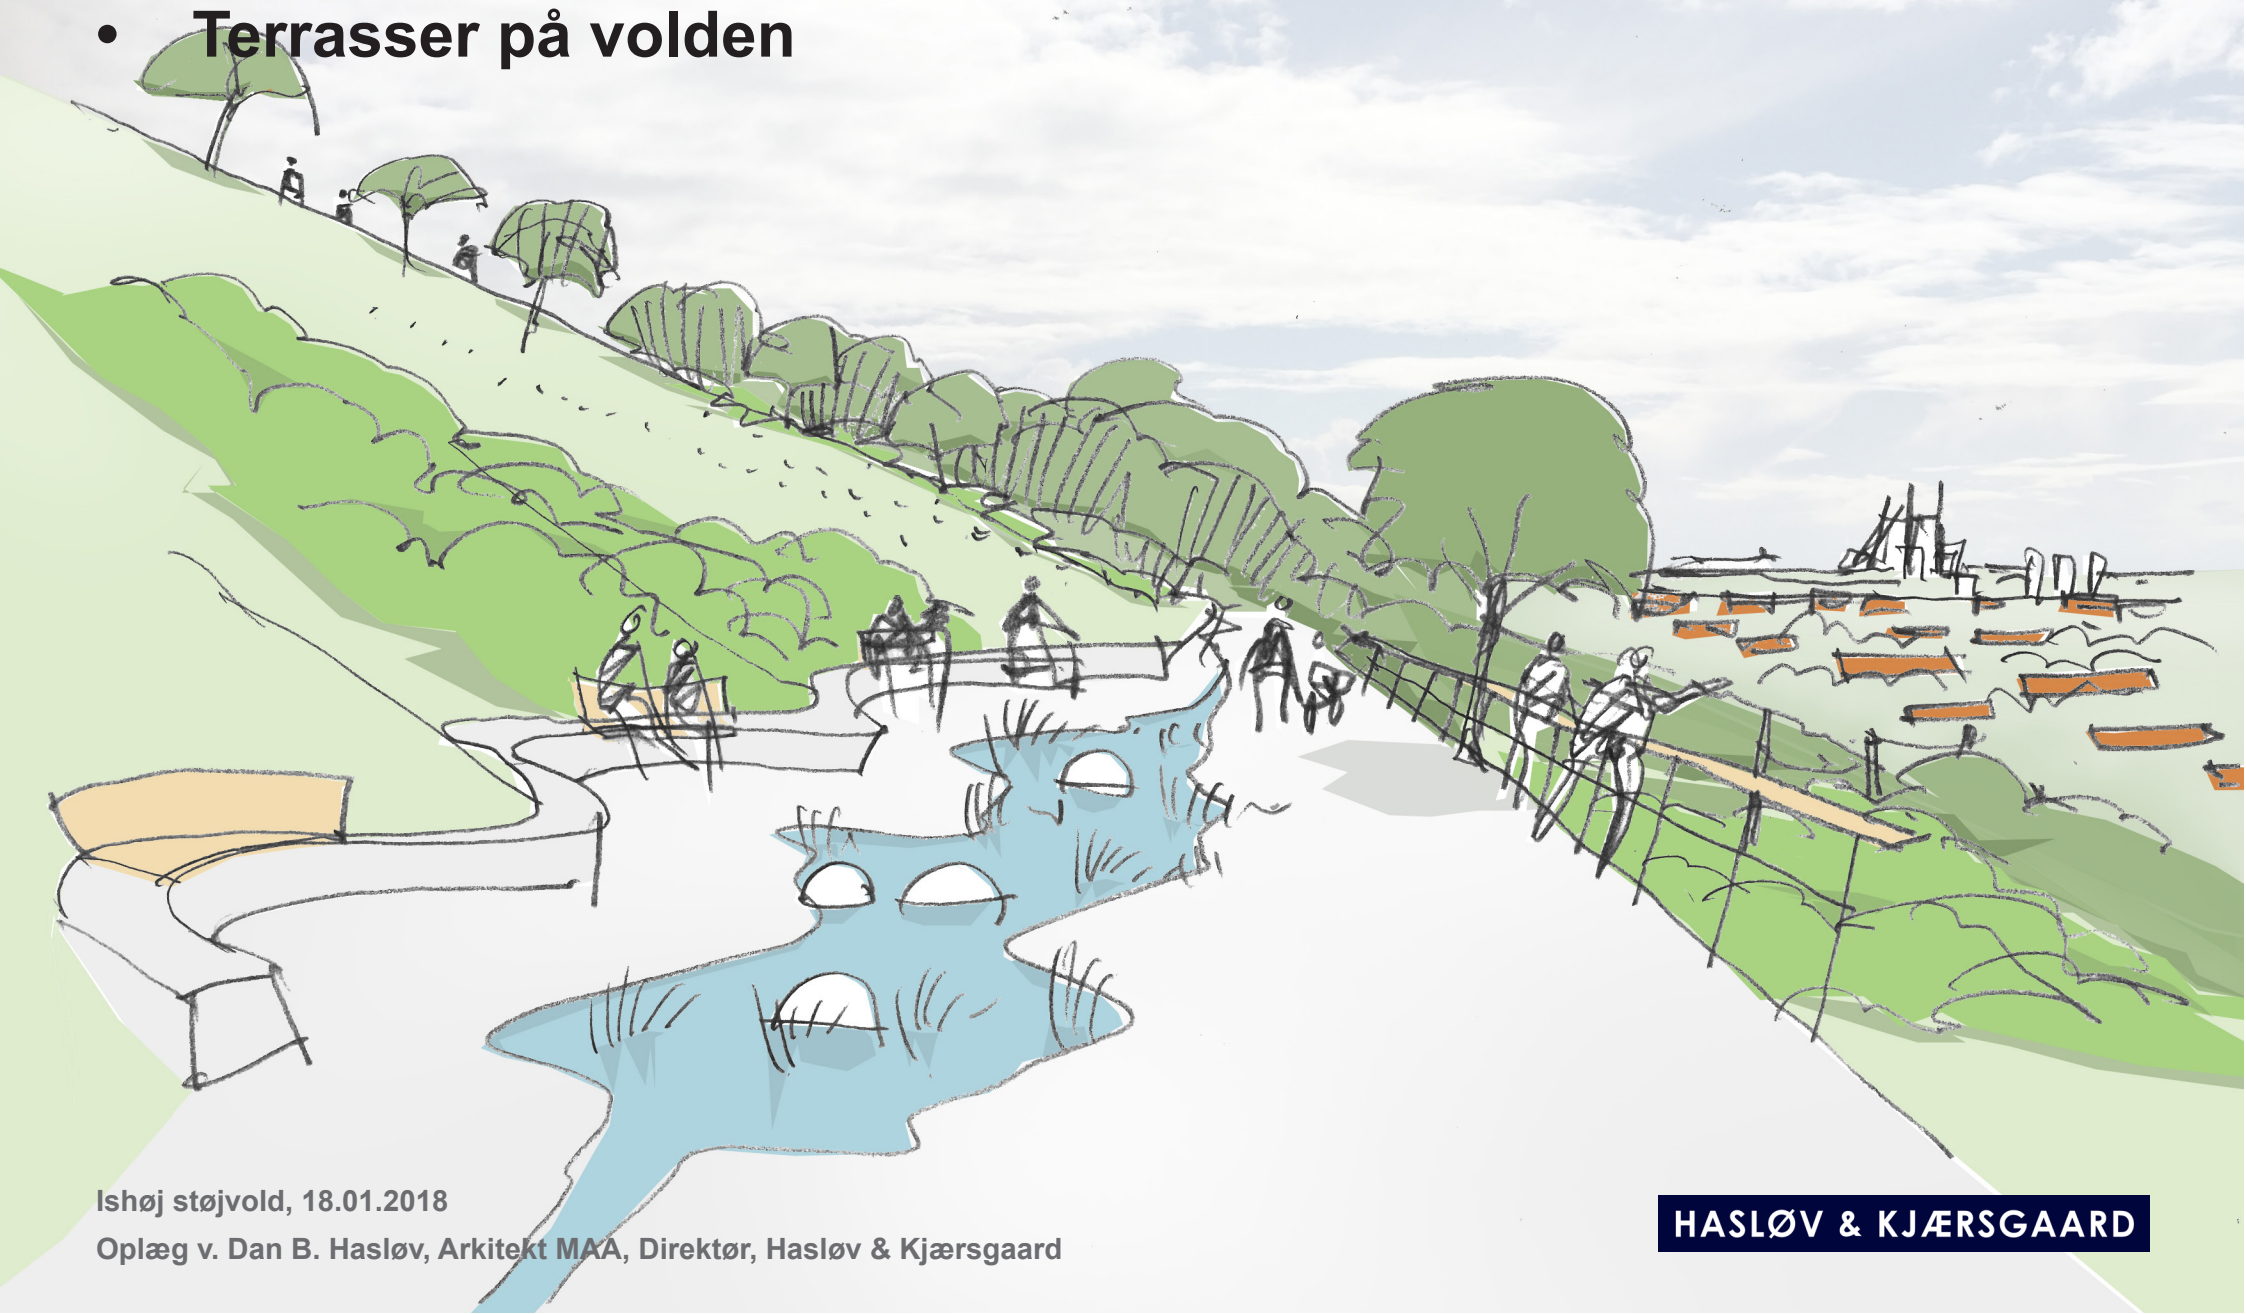 • Terrasser på volden
Ishøj støjvold, 18.01.2018
Oplæg v. Dan B. Hasløv, Arkitekt MAA, Direktør, Hasløv & Kjærsgaard
HASLØV & KJÆRSGAARD